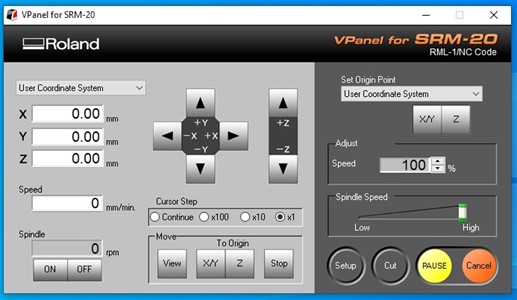 VPanel for SRM-20
Roland
VPanel for SRM-20
RML-1/NC Code
User Coordinate System
X 0.00 mm
Y 0.00 mm
Z 0.00 mm
Speed
0 mm/min.
Spindle
0 rpm
ON OFF
+Y
-X +X
-Y
+Z
-Z
Cursor Step
Continue x100 x10 x1
Move
To Origin
View X/Y Z Stop
Set Origin Point
User Coordinate System
X/Y Z
Adjust
Speed 100 %
Spindle Speed
Low High
Setup Cut PAUSE Cancel